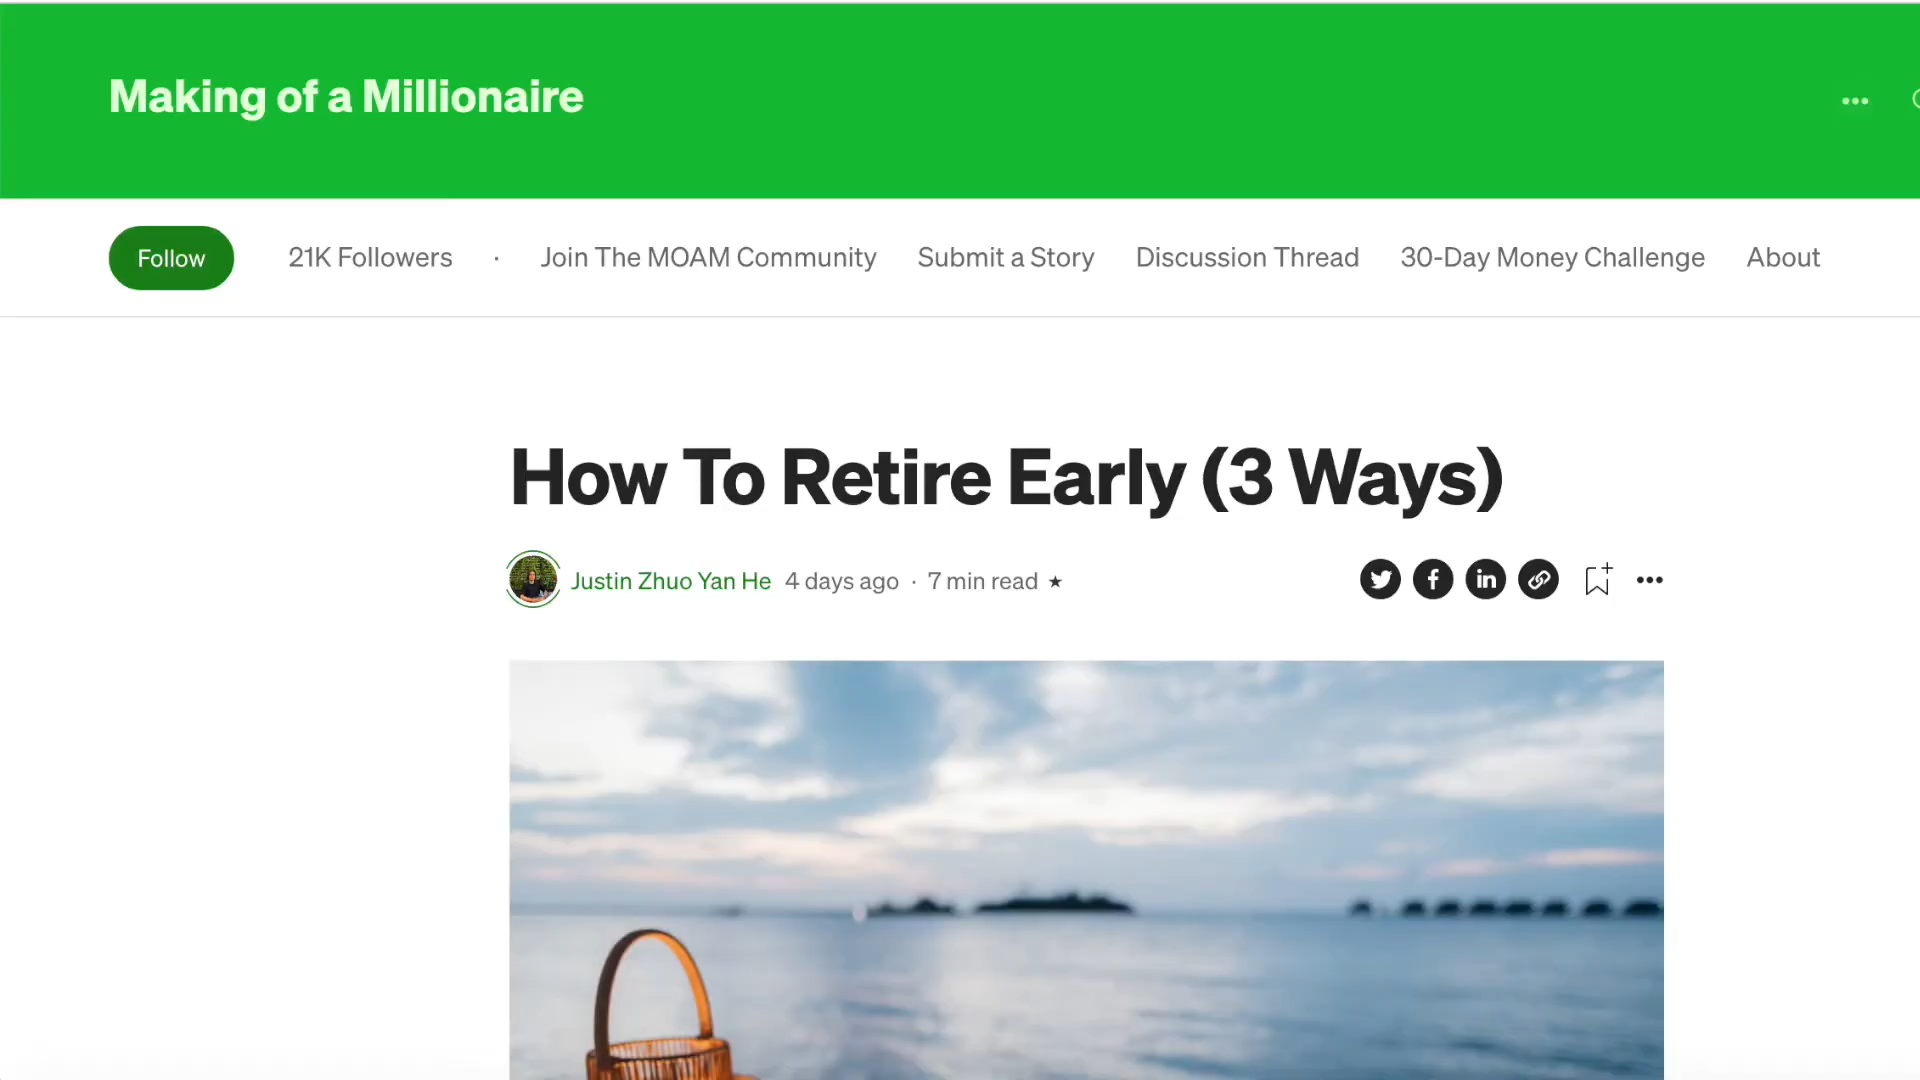 Making of a Millionaire
Follow 21K Followers · Join The MOAM Community Submit a Story Discussion Thread 30-Day Money Challenge About
How To Retire Early (3 Ways)
Justin Zhuo Yan He 4 days ago · 7 min read ★